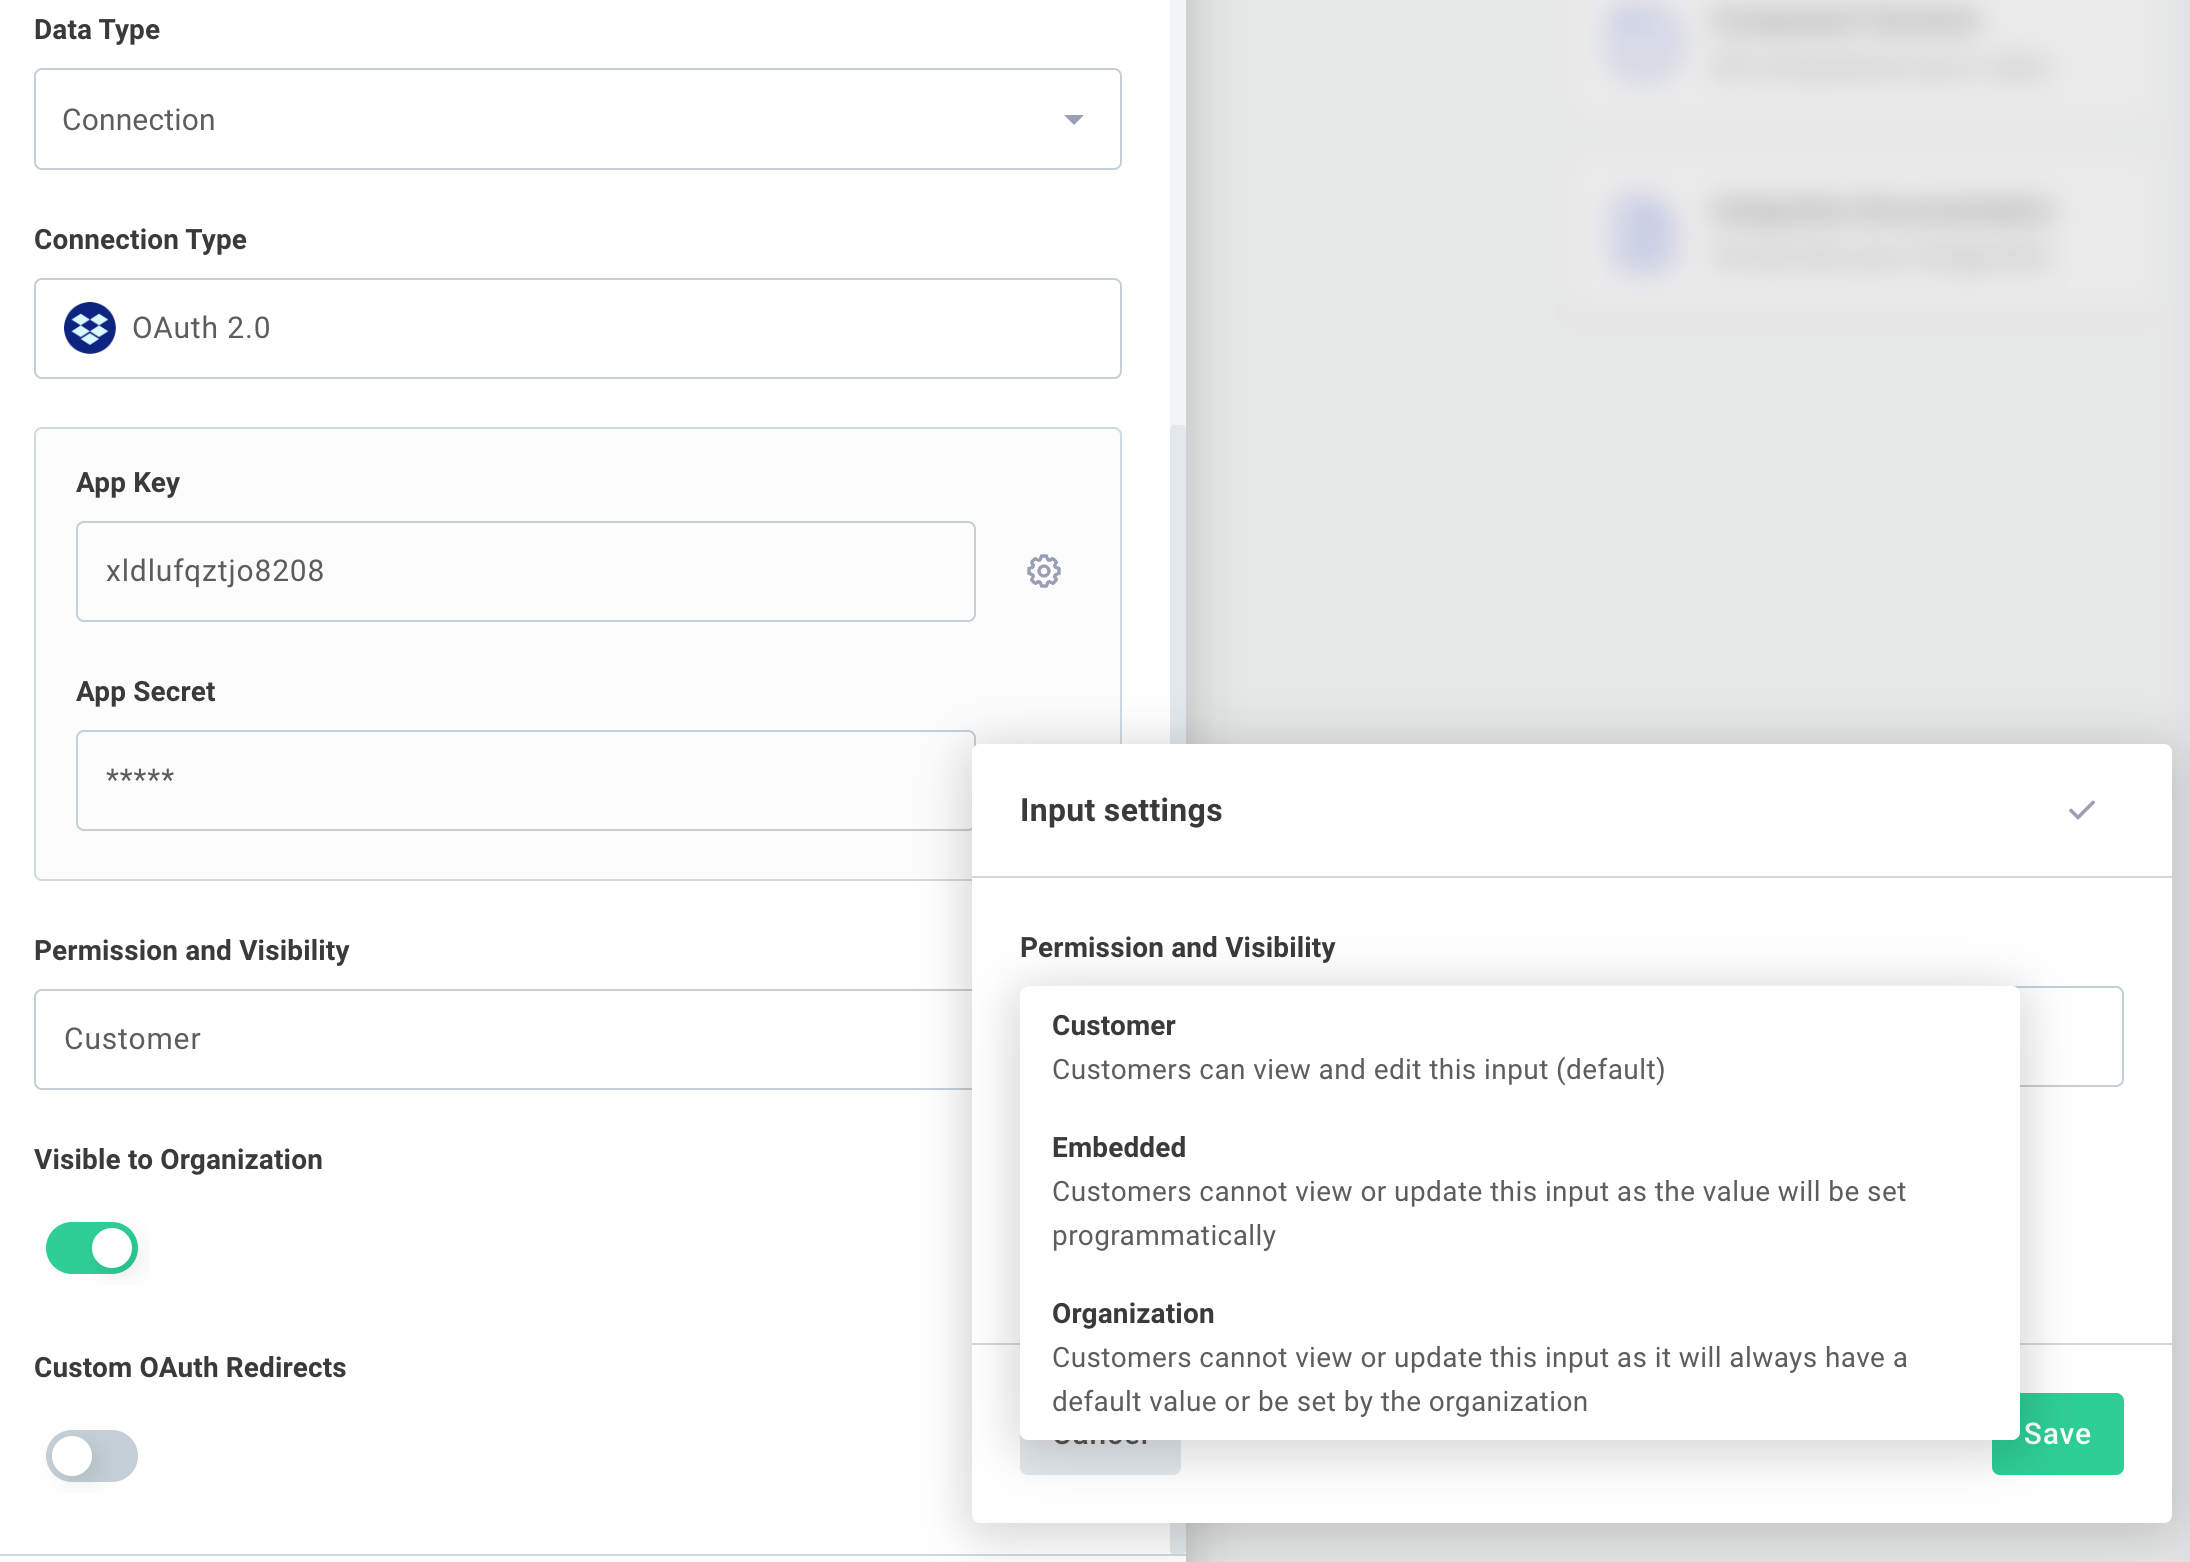 Data Type
Connection
Connection Type
OAuth 2.0
App Key
xldlufqztjo8208
App Secret
*****
Permission and Visibility
Customer
Visible to Organization
Custom OAuth Redirects
Input settings
Permission and Visibility
Customer
Customers can view and edit this input (default)
Embedded
Customers cannot view or update this input as the value will be set
programmatically
Organization
Customers cannot view or update this input as it will always have a
default value or be set by the organization
Cancel
Save